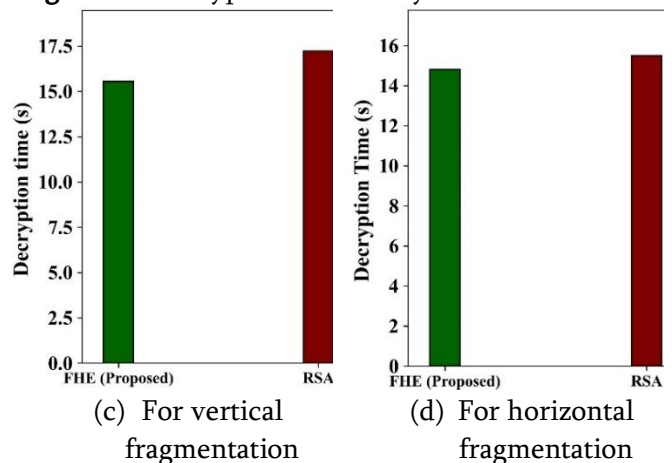 17.5
15.0
12.5
10.0
7.5
5.0
2.5
0.0
Decryption time (s)
FHE (Proposed) RSA
(c) For vertical
fragmentation
16
14
12
10
8
6
4
2
0
Decryption Time (s)
FHE (Proposed) RSA
(d) For horizontal
fragmentation